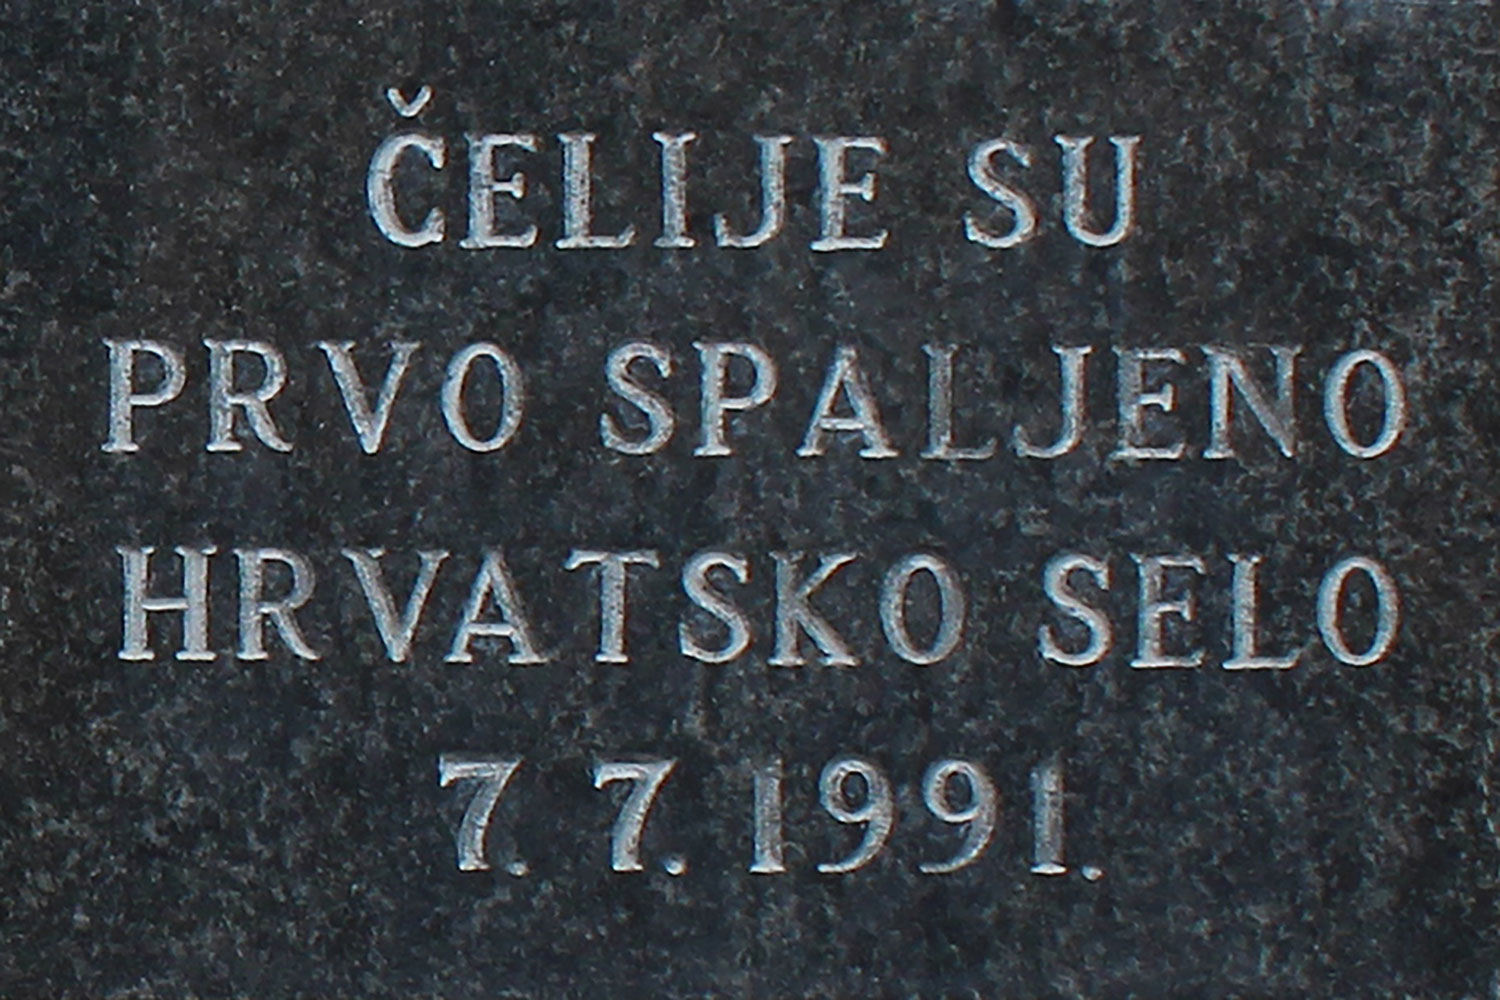 ČELIJE SU
PRVO SPALJENO
HRVATSKO SELO
7. 7. 1991.